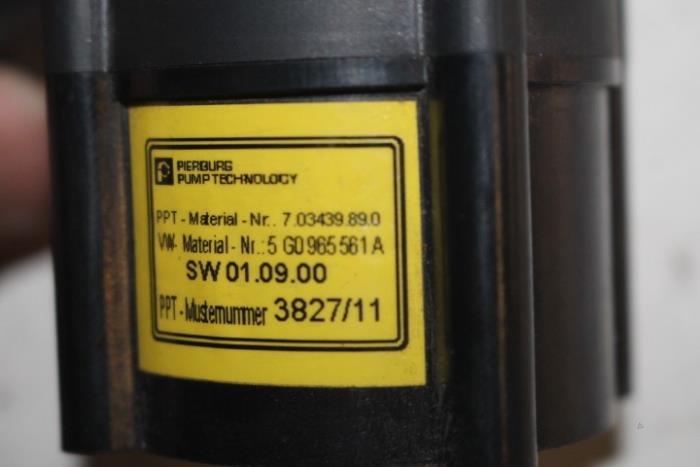 PIERBURG
PUMP TECHNOLOGY
PPT - Material - Nr.. 7.03439.89.0
VW- Material - Nr.: 5 G0 965 561 A
SW 01.09.00
PPT - Musternummer 3827/11